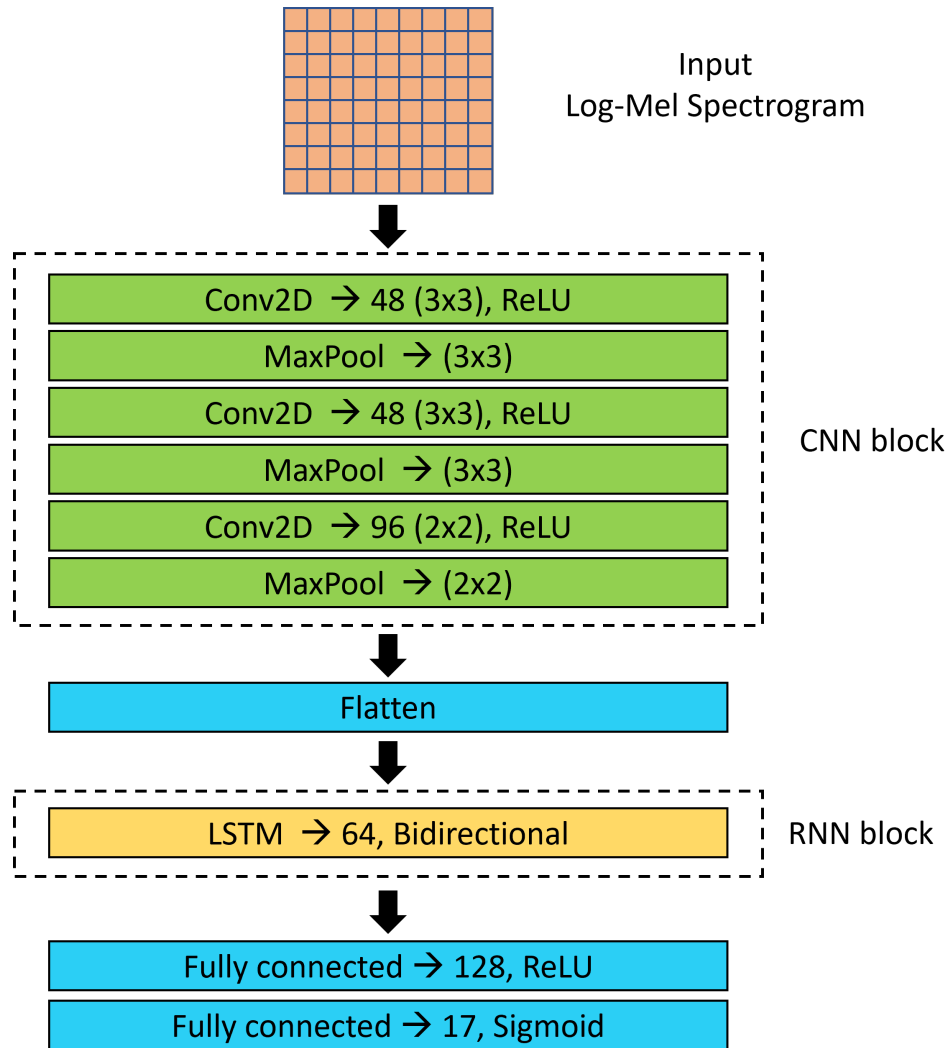 Input
Log-Mel Spectrogram
Conv2D → 48 (3x3), ReLU
MaxPool → (3x3)
Conv2D → 48 (3x3), ReLU
MaxPool → (3x3)
Conv2D → 96 (2x2), ReLU
MaxPool → (2x2)
CNN block
Flatten
LSTM → 64, Bidirectional
RNN block
Fully connected → 128, ReLU
Fully connected → 17, Sigmoid